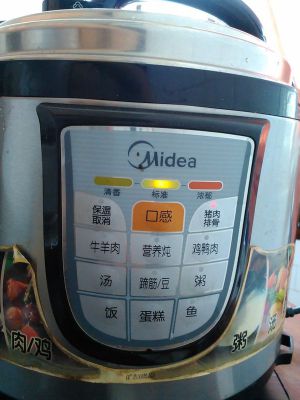 Midea
清香 标准 浓郁
保温
取消
口感
猪肉
排骨
牛羊肉 营养炖 鸡鸭肉
汤 蹄筋/豆 粥
饭 蛋糕 鱼
肉/鸡
粥